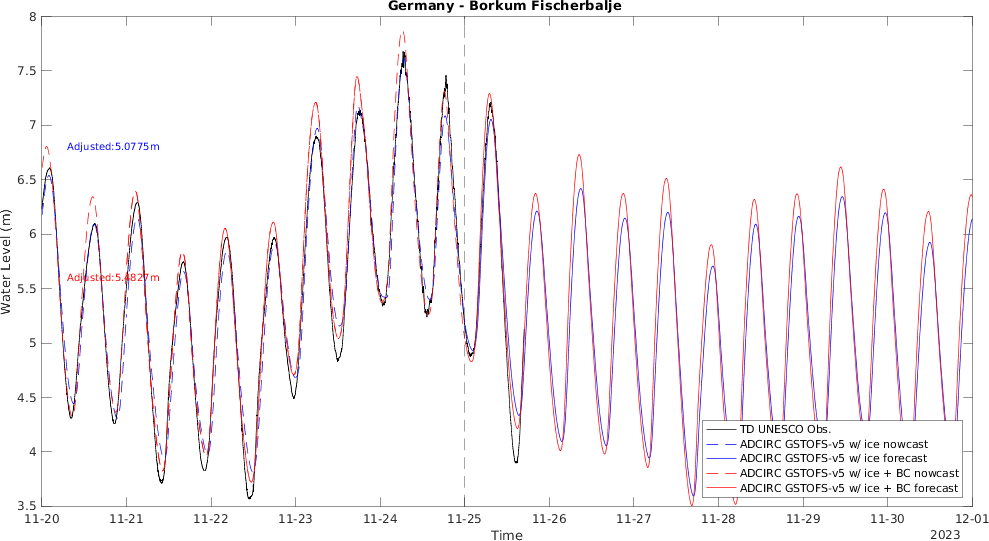 Germany - Borkum Fischerbalje
Water Level (m)
8
7.5
7
6.5
6
5.5
5
4.5
4
3.5
Adjusted:5.0775m
Adjusted:5.4827m
TD UNESCO Obs.
ADCIRC GSTOFS-v5 w/ ice nowcast
ADCIRC GSTOFS-v5 w/ ice forecast
ADCIRC GSTOFS-v5 w/ ice + BC nowcast
ADCIRC GSTOFS-v5 w/ ice + BC forecast
11-20 11-21 11-22 11-23 11-24 11-25 11-26 11-27 11-28 11-29 11-30 12-01
Time
2023